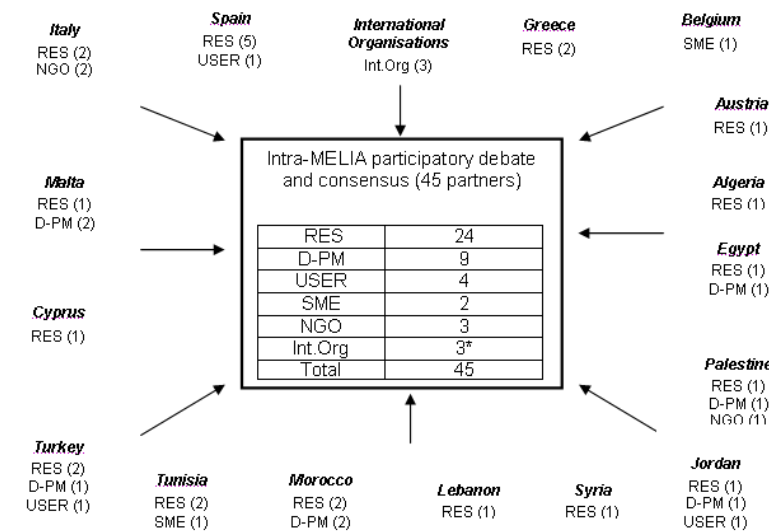 Italy
RES (2)
NGO (2)
Spain
RES (5)
USER (1)
International
Organisations
Int.Org (3)
Greece
RES (2)
Belgium
SME (1)
Austria
RES (1)
Malta
RES (1)
D-PM (2)
Intra-MELIA participatory debate
and consensus (45 partners)
RES 24
D-PM 9
USER 4
SME 2
NGO 3
Int.Org 3*
Total 45
Algeria
RES (1)
Egypt
RES (1)
D-PM (1)
Cyprus
RES (1)
Palestine
RES (1)
D-PM (1)
NGO (1)
Turkey
RES (2)
D-PM (1)
USER (1)
Tunisia
RES (2)
SME (1)
Morocco
RES (2)
D-PM (2)
Lebanon
RES (1)
Syria
RES (1)
Jordan
RES (1)
D-PM (1)
USER (1)